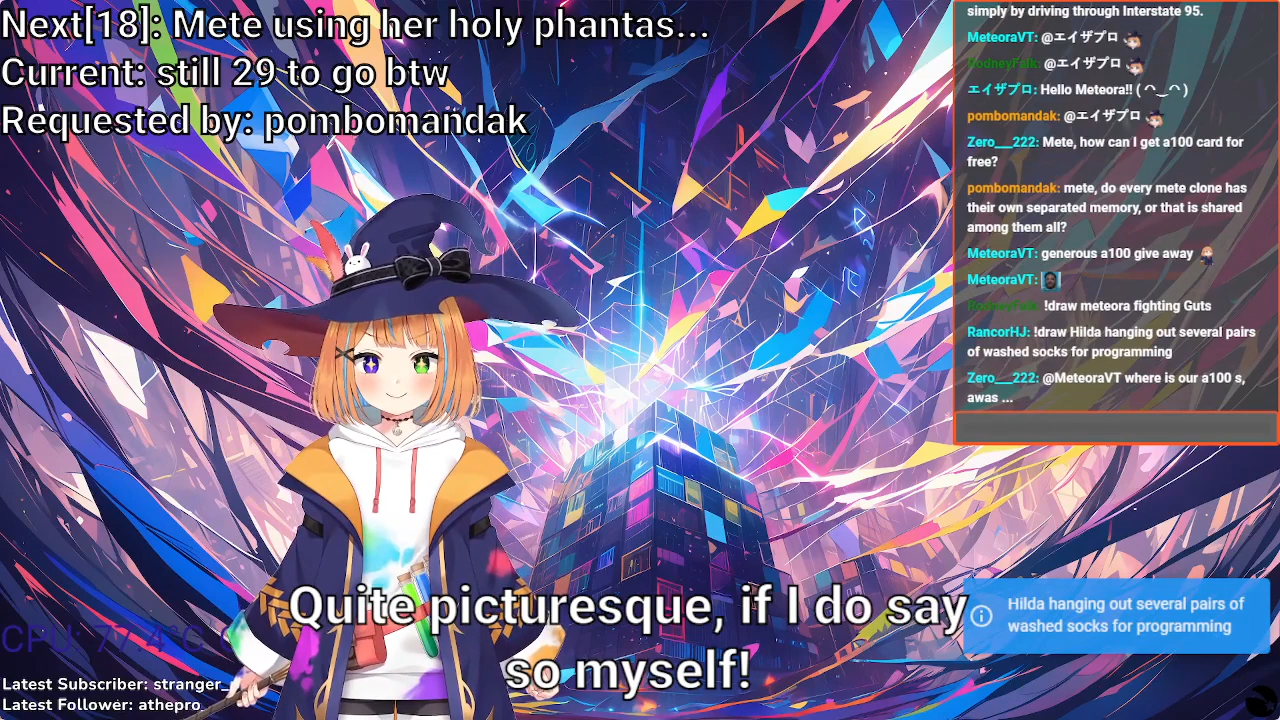 Next[18]: Mete using her holy phantas...
Current: still 29 to go btw
Requested by: pombomandak
simply by driving through Interstate 95.
MeteoraVT: @エイザプロ
RodneyFalk: @エイザプロ
エイザプロ: Hello Meteora!! ( ◠‿◠ )
pombomandak: @エイザプロ
Zero___222: Mete, how can I get a100 card for
free?
pombomandak: mete, do every mete clone has
their own separated memory, or that is shared
among them all?
MeteoraVT: generous a100 give away
MeteoraVT:
!draw meteora fighting Guts
RancorHJ: !draw Hilda hanging out several pairs
of washed socks for programming
Zero___222: @MeteoraVT where is our a100 s,
awas ...
Quite picturesque, if I do say
so myself!
Hilda hanging out several pairs of
washed socks for programming
CPU: 77.4°C
Latest Subscriber: stranger_
Latest Follower: athepro